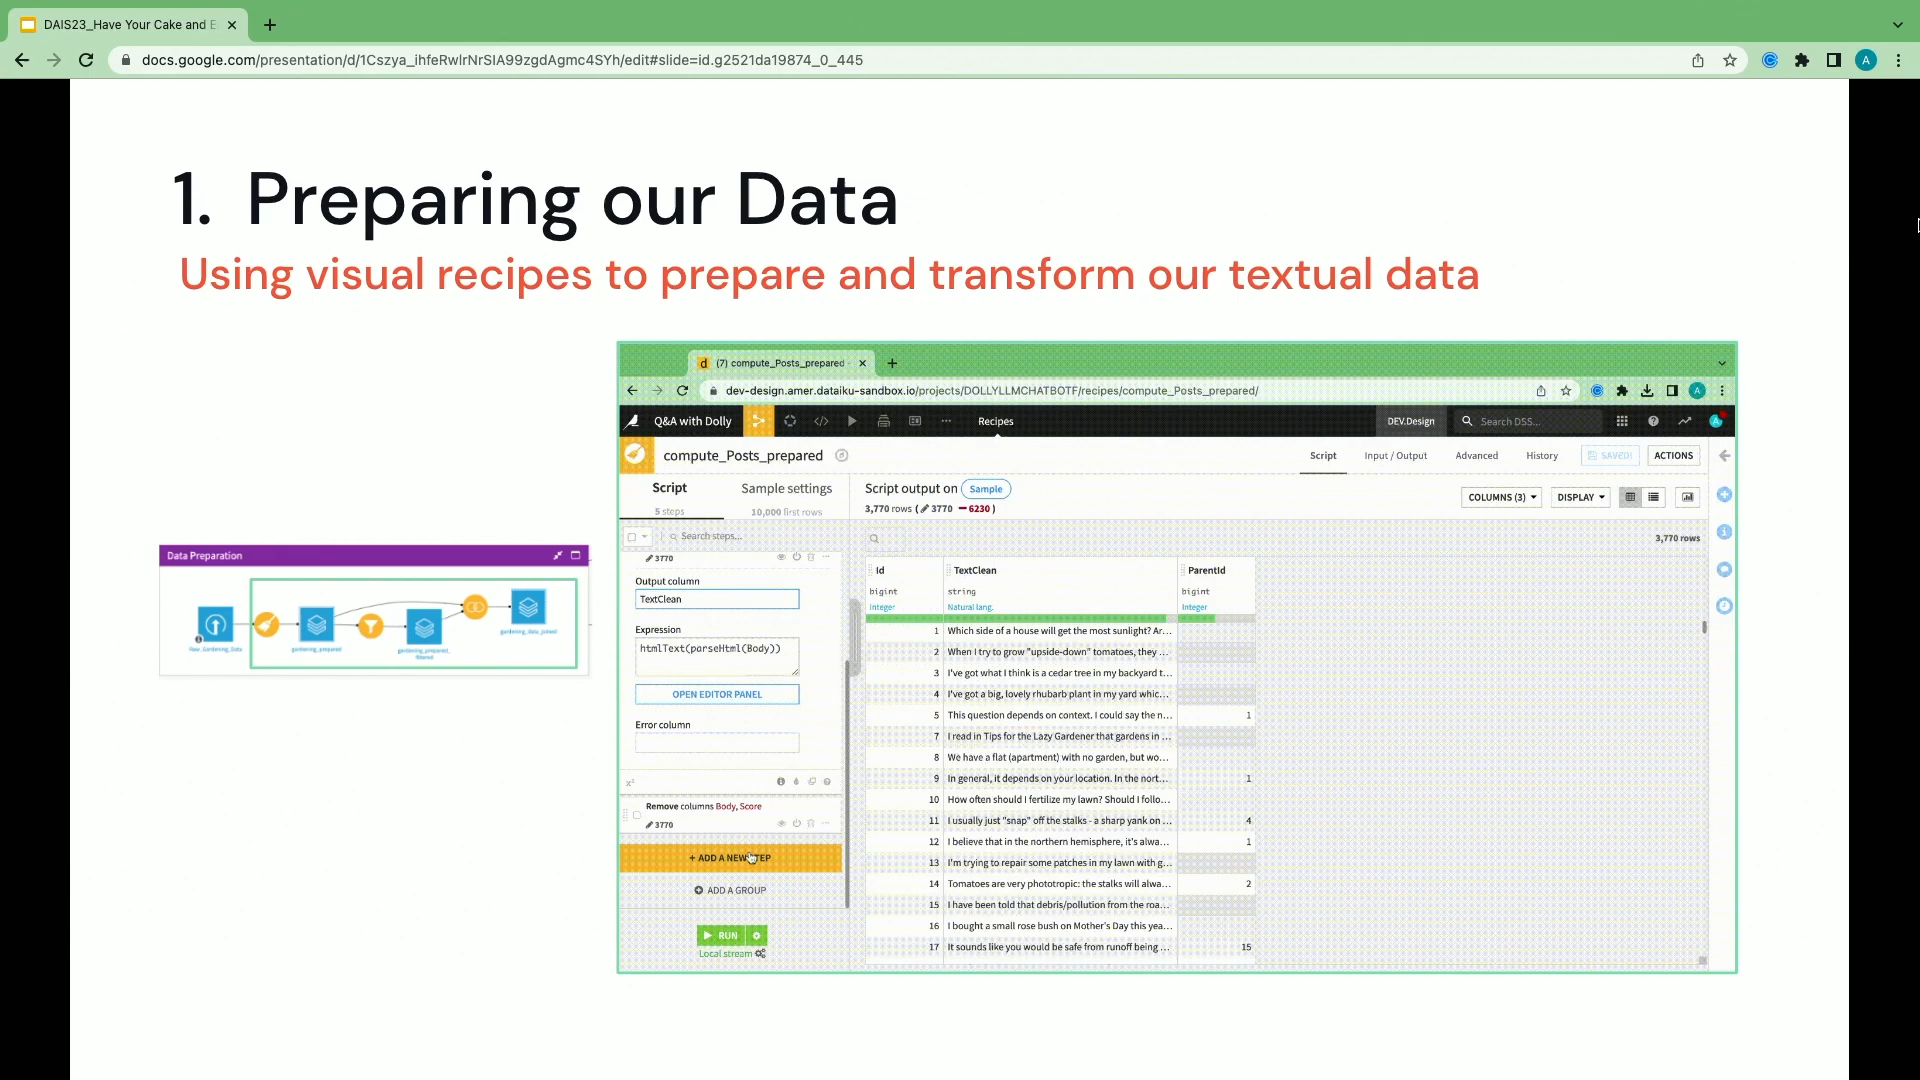 DAIS23_Have Your Cake and E
docs.google.com/presentation/d/1Cszya_ihfeRwlrNrSIA99zgdAgmc4SYh/edit#slide=id.g2521da19874_0_445
A
1. Preparing our Data
Using visual recipes to prepare and transform our textual data
Data Preparation
Raw_Gardening_Data
gardening_prepared
gardening_prepared_
filtered
gardening_data_joined
(7) compute_Posts_prepared -
dev-design.amer.dataiku-sandbox.io/projects/DOLLYLLMCHATBOTF/recipes/compute_Posts_prepared/
A
Q&A with Dolly
Recipes
DEV.Design
Search DSS...
A
compute_Posts_prepared
Script
Input / Output
Advanced
History
SAVED!
ACTIONS
Script
Sample settings
5 steps
10,000 first rows
Script output on Sample
3,770 rows ( 3770 6230 )
COLUMNS (3)
DISPLAY
Search steps...
3,770 rows
3770
Output column
TextClean
Expression
htmlText(parseHtml(Body))
OPEN EDITOR PANEL
Error column
Remove columns Body, Score
3770
+ ADD A NEW STEP
ADD A GROUP
RUN
Local stream
Id TextClean ParentId
bigint string bigint
Integer Natural lang. Integer
1 Which side of a house will get the most sunlight? Ar...
2 When I try to grow "upside-down" tomatoes, they ...
3 I've got what I think is a cedar tree in my backyard t...
4 I've got a big, lovely rhubarb plant in my yard whic...
5 This question depends on context. I could say the n... 1
7 I read in Tips for the Lazy Gardener that gardens in ...
8 We have a flat (apartment) with no garden, but wo...
9 In general, it depends on your location. In the nort... 1
10 How often should I fertilize my lawn? Should I follo...
11 I usually just "snap" off the stalks - a sharp yank on ... 4
12 I believe that in the northern hemisphere, it's alwa... 1
13 I'm trying to repair some patches in my lawn with g...
14 Tomatoes are very phototropic: the stalks will alwa... 2
15 I have been told that debris/pollution from the roa...
16 I bought a small rose bush on Mother's Day this yea...
17 It sounds like you would be safe from runoff being ... 15